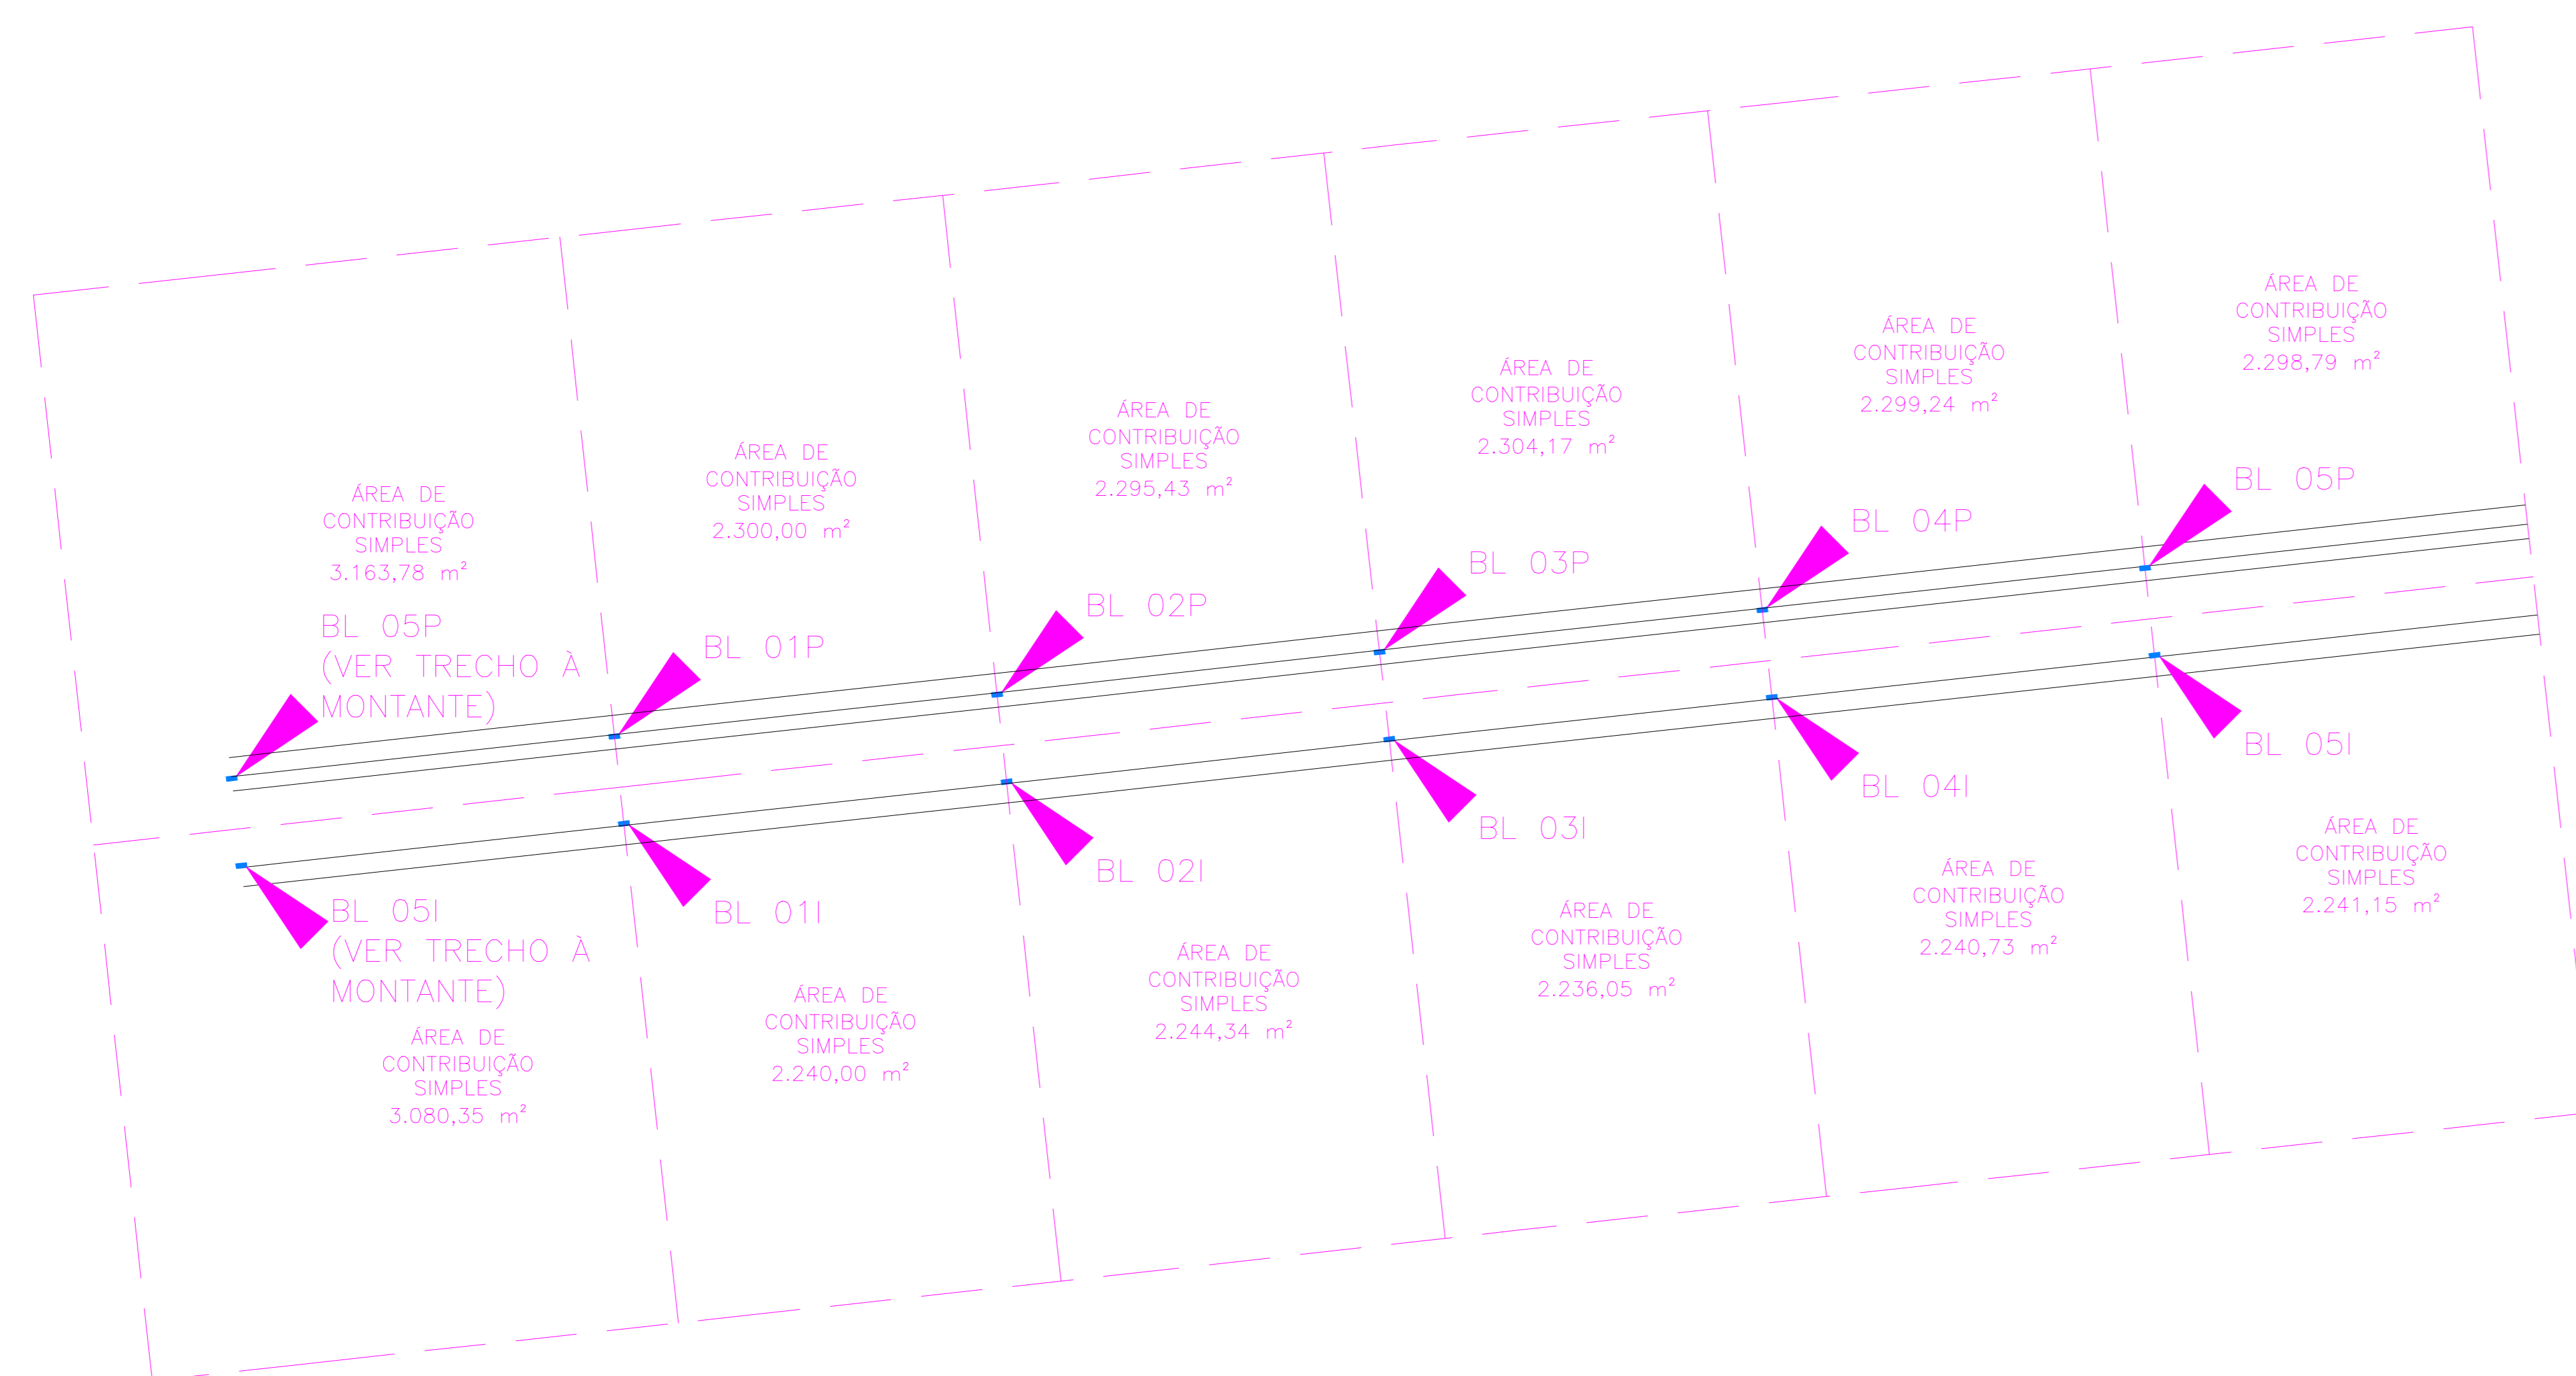 ÁREA DE
CONTRIBUIÇÃO
SIMPLES
3.163,78 m²
ÁREA DE
CONTRIBUIÇÃO
SIMPLES
2.300,00 m²
ÁREA DE
CONTRIBUIÇÃO
SIMPLES
2.295,43 m²
ÁREA DE
CONTRIBUIÇÃO
SIMPLES
2.304,17 m²
ÁREA DE
CONTRIBUIÇÃO
SIMPLES
2.299,24 m²
ÁREA DE
CONTRIBUIÇÃO
SIMPLES
2.298,79 m²
BL 05P
(VER TRECHO À
MONTANTE)
BL 01P
BL 02P
BL 03P
BL 04P
BL 05P
BL 05I
(VER TRECHO À
MONTANTE)
BL 01I
BL 02I
BL 03I
BL 04I
BL 05I
ÁREA DE
CONTRIBUIÇÃO
SIMPLES
3.080,35 m²
ÁREA DE
CONTRIBUIÇÃO
SIMPLES
2.240,00 m²
ÁREA DE
CONTRIBUIÇÃO
SIMPLES
2.244,34 m²
ÁREA DE
CONTRIBUIÇÃO
SIMPLES
2.236,05 m²
ÁREA DE
CONTRIBUIÇÃO
SIMPLES
2.240,73 m²
ÁREA DE
CONTRIBUIÇÃO
SIMPLES
2.241,15 m²